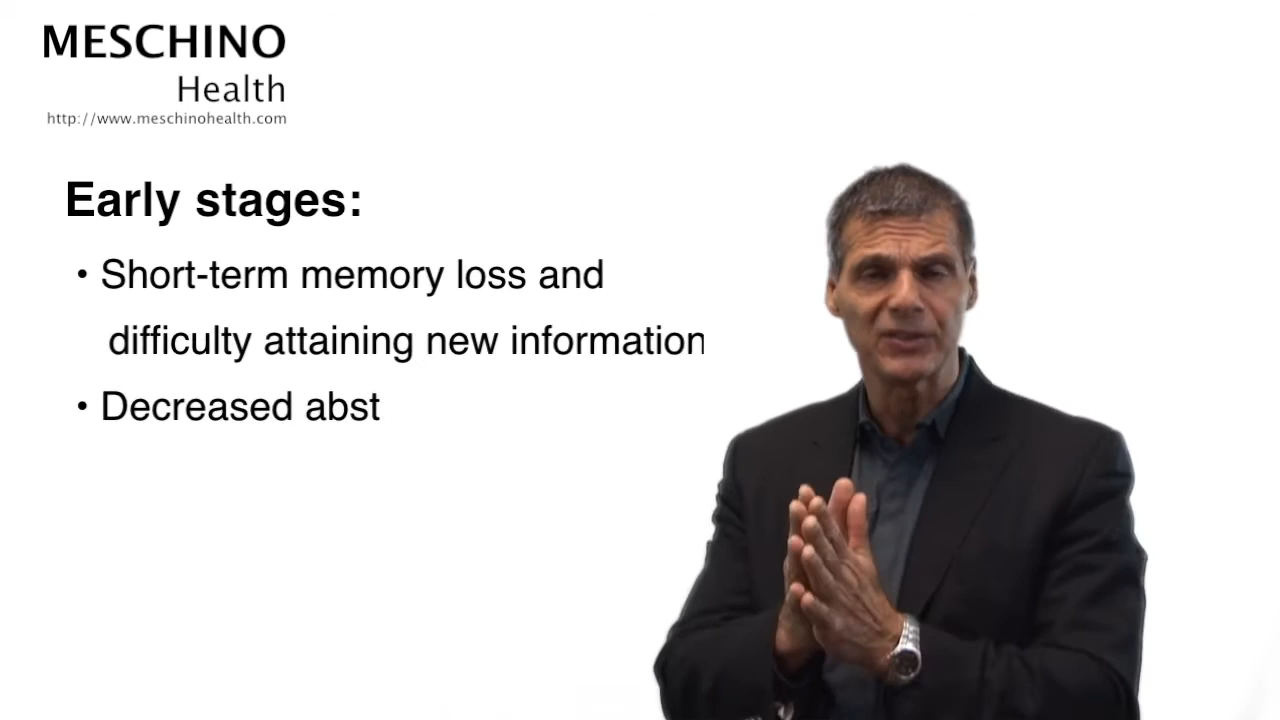 MESCHINO
Health
http://www.meschinohealth.com
Early stages:
• Short-term memory loss and
difficulty attaining new information
• Decreased abst